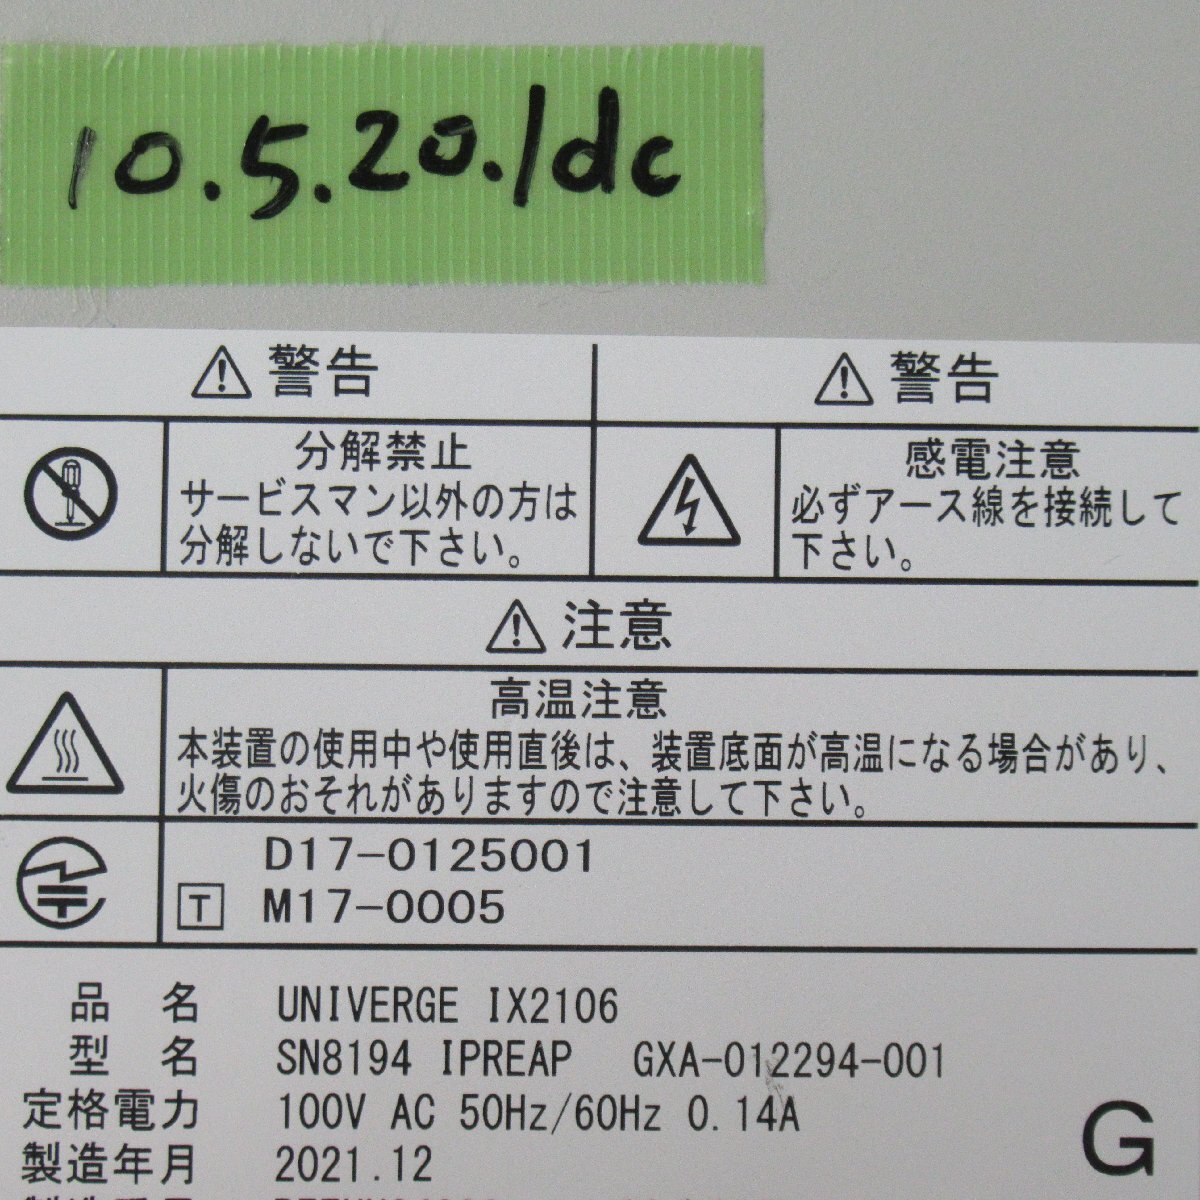 10.5.20.1dc
警告
分解禁止
サービスマン以外の方は
分解しないで下さい。
警告
感電注意
必ずアース線を接続して
下さい。
注意
高温注意
本装置の使用中や使用直後は、装置底面が高温になる場合があり、
火傷のおそれがありますので注意して下さい。
D17-0125001
T M17-0005
品 名 UNIVERGE IX2106
型 名 SN8194 IPREAP GXA-012294-001
定格電力 100V AC 50Hz/60Hz 0.14A
製造年月 2021.12
G